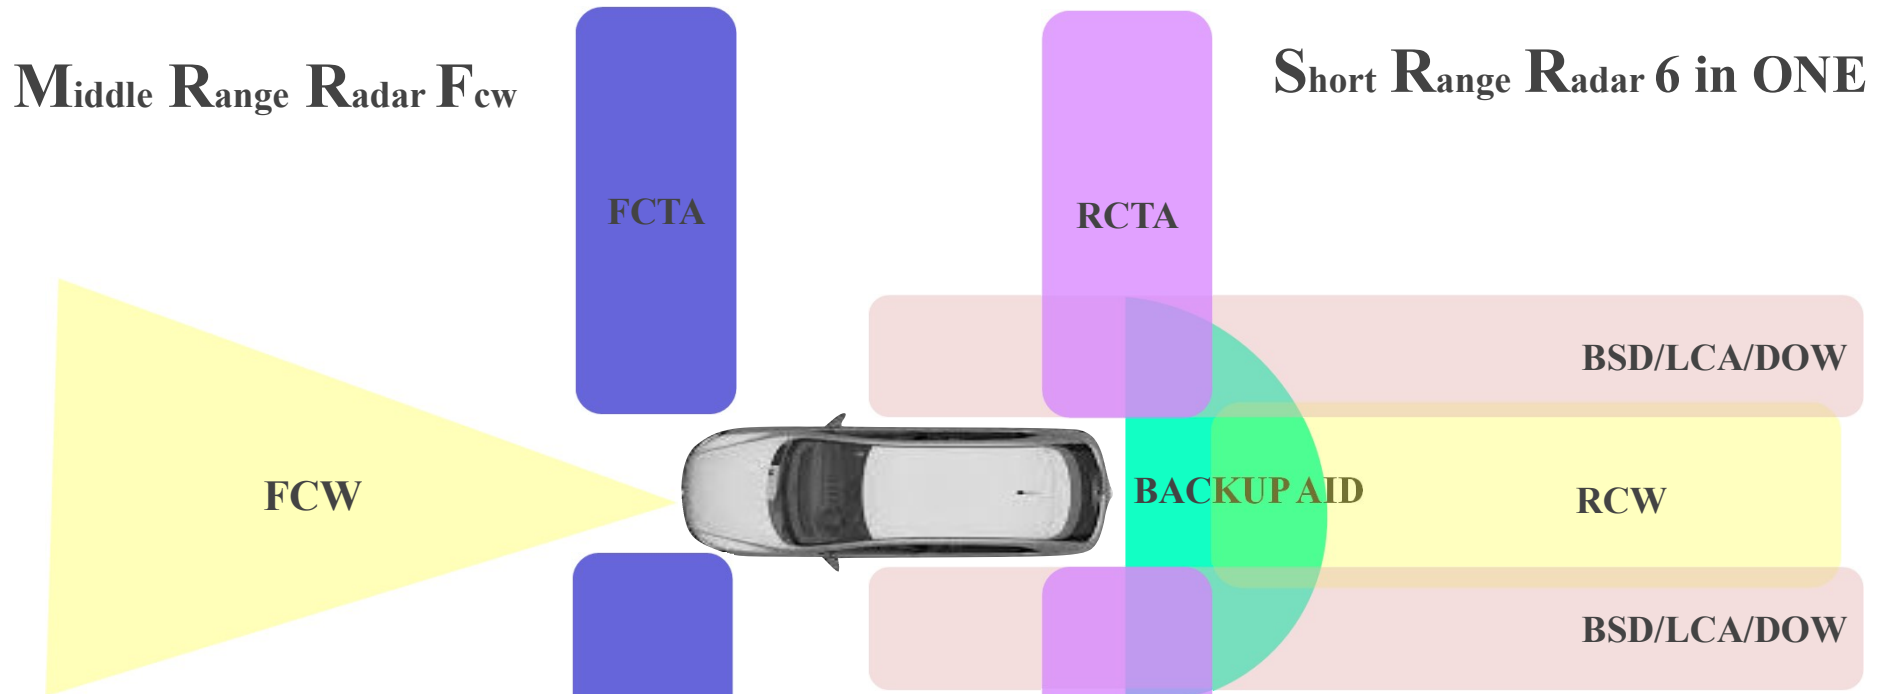 Middle Range Radar Fcw
Short Range Radar 6 in ONE
FCTA
RCTA
BSD/LCA/DOW
FCW
BACKUP AID
RCW
BSD/LCA/DOW